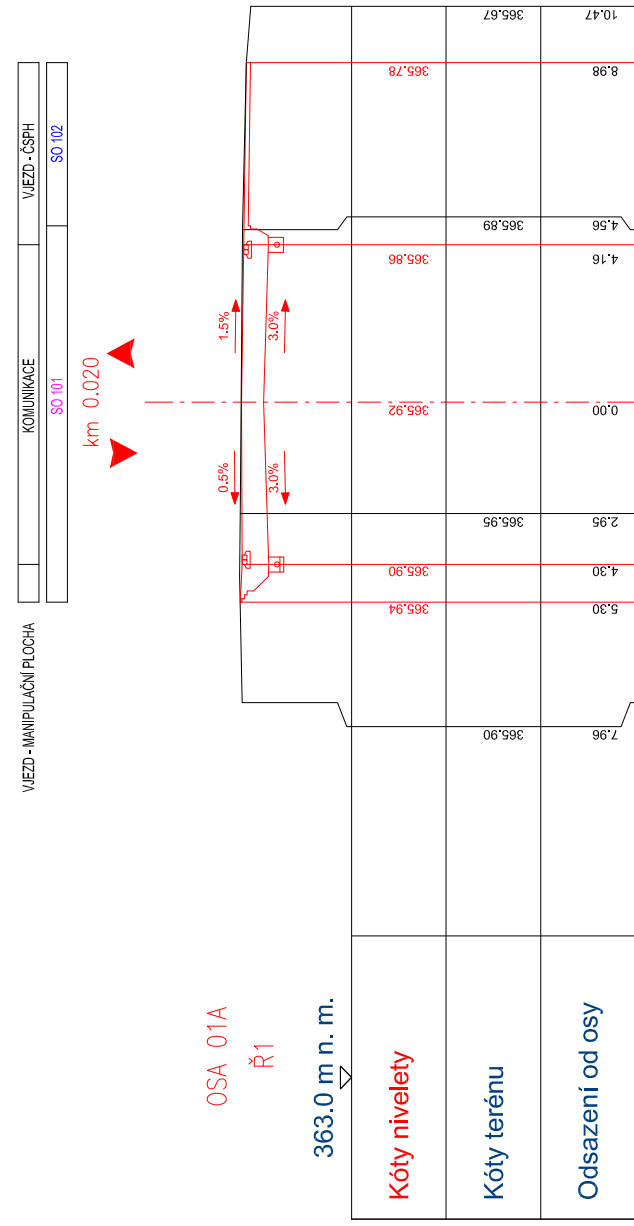 VJEZD - MANIPULAČNÍ PLOCHA
KOMUNIKACE
VJEZD - ČSPH
SO 101
SO 102
km 0.020
OSA 01A
Ř1
0.5%
1.5%
3.0%
3.0%
363.0 m n. m.
Kóty nivelety
365.94
365.90
365.92
365.86
365.78
Kóty terénu
365.90
365.95
365.89
365.67
Odsazení od osy
7.96
5.30
4.30
2.95
0.00
4.16
4.56
8.98
10.47